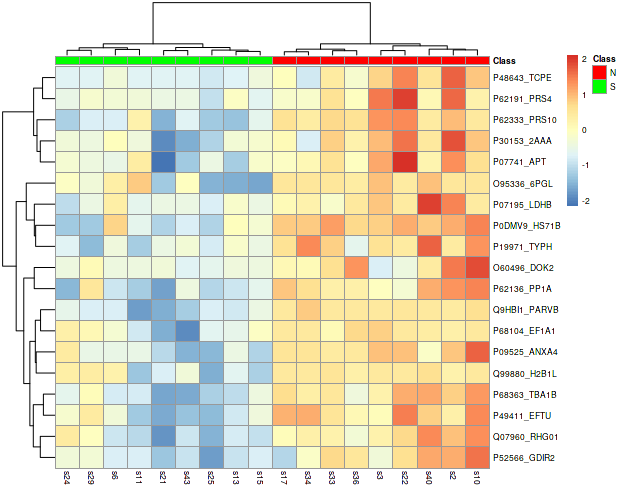 Class
P48643_TCPE
P62191_PRS4
P62333_PRS10
P30153_2AAA
P07741_APT
O95336_6PGL
P07195_LDHB
P0DMV9_HS71B
P19971_TYPH
O60496_DOK2
P62136_PP1A
Q9HBI1_PARVB
P68104_EF1A1
P09525_ANXA4
Q99880_H2B1L
P68363_TBA1B
P49411_EFTU
Q07960_RHG01
P52566_GDIR2
s24 s29 s6 s11 s21 s43 s25 s13 s15 s17 s34 s33 s36 s3 s22 s40 s2 s10
2
1
0
-1
-2
Class
N
S